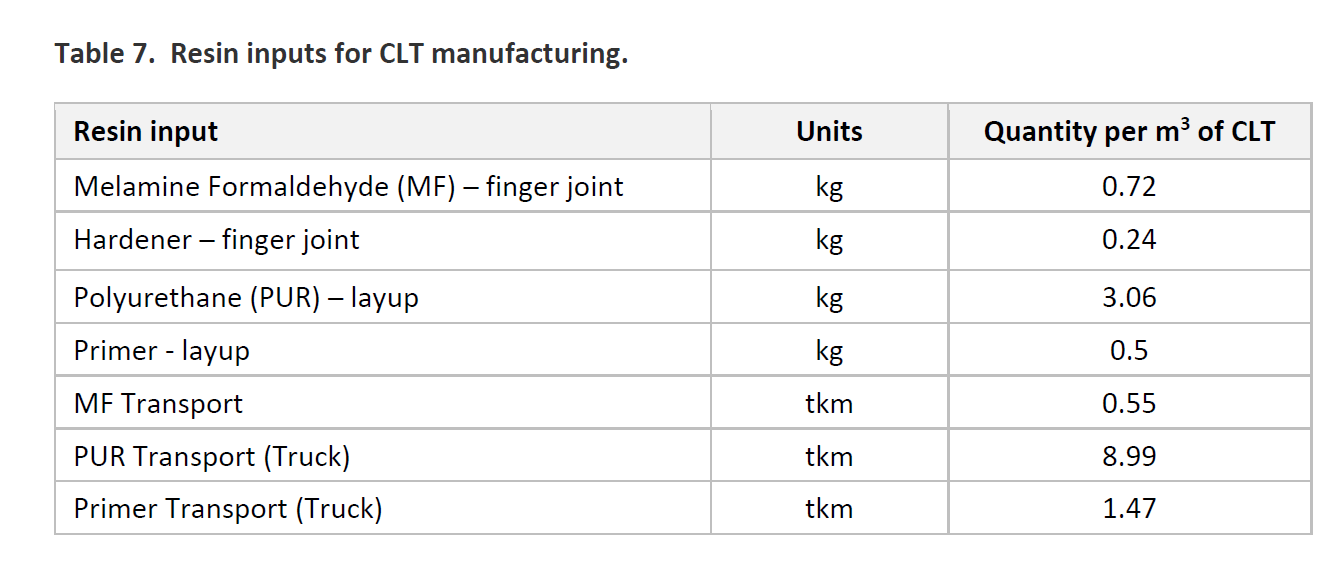 Table 7. Resin inputs for CLT manufacturing.
Resin input Units Quantity per m³ of CLT
Melamine Formaldehyde (MF) – finger joint kg 0.72
Hardener – finger joint kg 0.24
Polyurethane (PUR) – layup kg 3.06
Primer - layup kg 0.5
MF Transport tkm 0.55
PUR Transport (Truck) tkm 8.99
Primer Transport (Truck) tkm 1.47